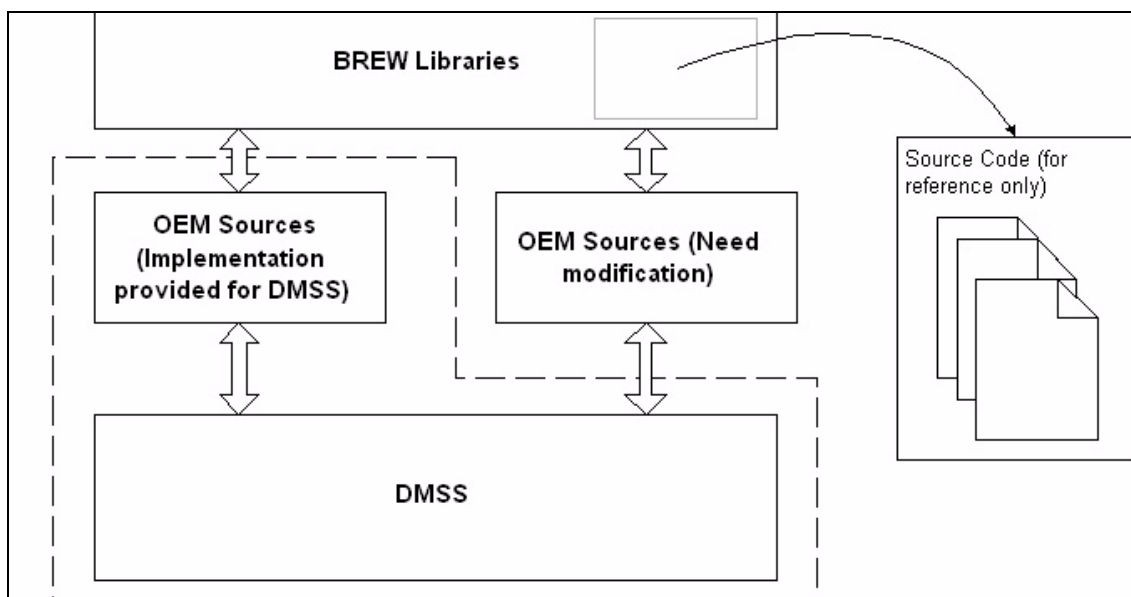 BREW Libraries
Source Code (for
reference only)
OEM Sources
(Implementation
provided for DMSS)
OEM Sources (Need
modification)
DMSS